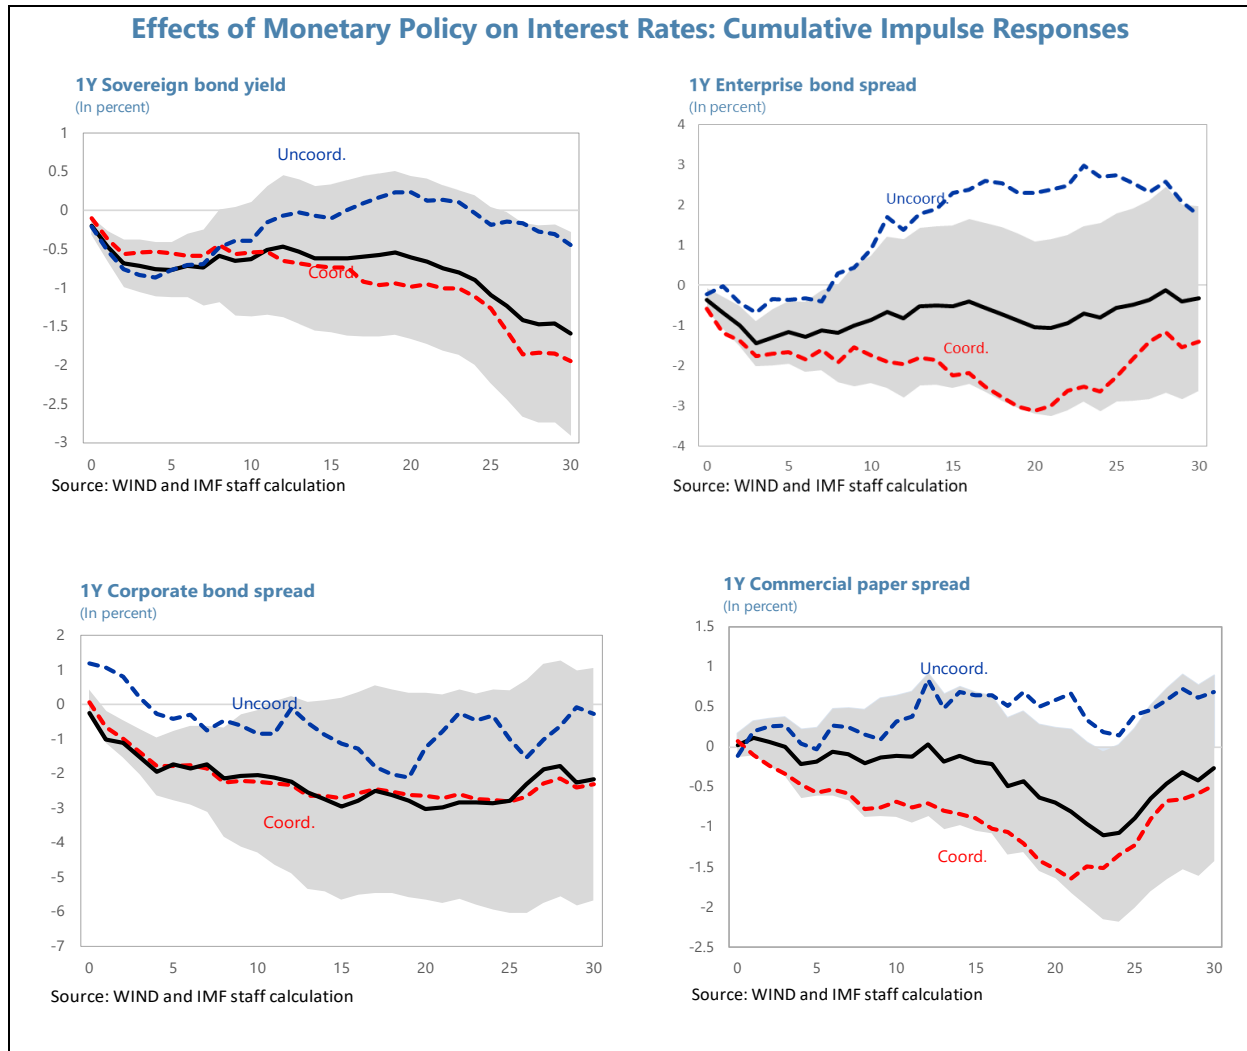 Effects of Monetary Policy on Interest Rates: Cumulative Impulse Responses
1Y Sovereign bond yield
(In percent)
1
0.5
0
-0.5
-1
-1.5
-2
-2.5
-3
Uncoord.
Coord.
0 5 10 15 20 25 30
Source: WIND and IMF staff calculation
1Y Enterprise bond spread
(In percent)
4
3
2
1
0
-1
-2
-3
-4
Uncoord.
Coord.
0 5 10 15 20 25 30
Source: WIND and IMF staff calculation
1Y Corporate bond spread
(In percent)
2
1
0
-1
-2
-3
-4
-5
-6
-7
Uncoord.
Coord.
0 5 10 15 20 25 30
Source: WIND and IMF staff calculation
1Y Commercial paper spread
(In percent)
1.5
1
0.5
0
-0.5
-1
-1.5
-2
-2.5
Uncoord.
Coord.
0 5 10 15 20 25 30
Source: WIND and IMF staff calculation